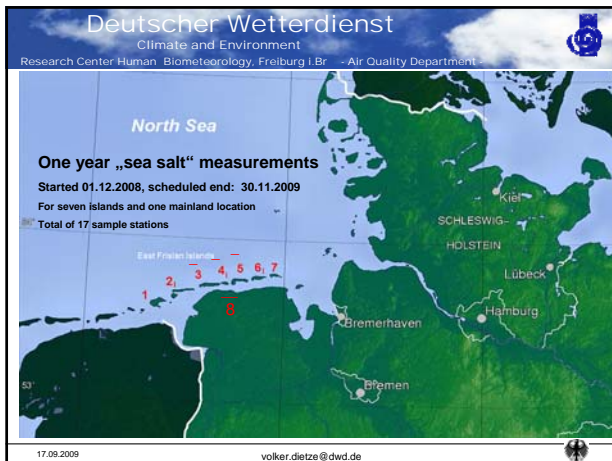 Deutscher Wetterdienst
Climate and Environment
Research Center Human Biometeorology, Freiburg i.Br - Air Quality Department -
North Sea
One year „sea salt“ measurements
Started 01.12.2008, scheduled end: 30.11.2009
For seven islands and one mainland location
Total of 17 sample stations
Kiel
SCHLESWIG-
HOLSTEIN
East Frisian Islands
Lübeck
1 2 3 4 5 6 7
8
Bremerhaven
Hamburg
53°
Bremen
17.09.2009
volker.dietze@dwd.de